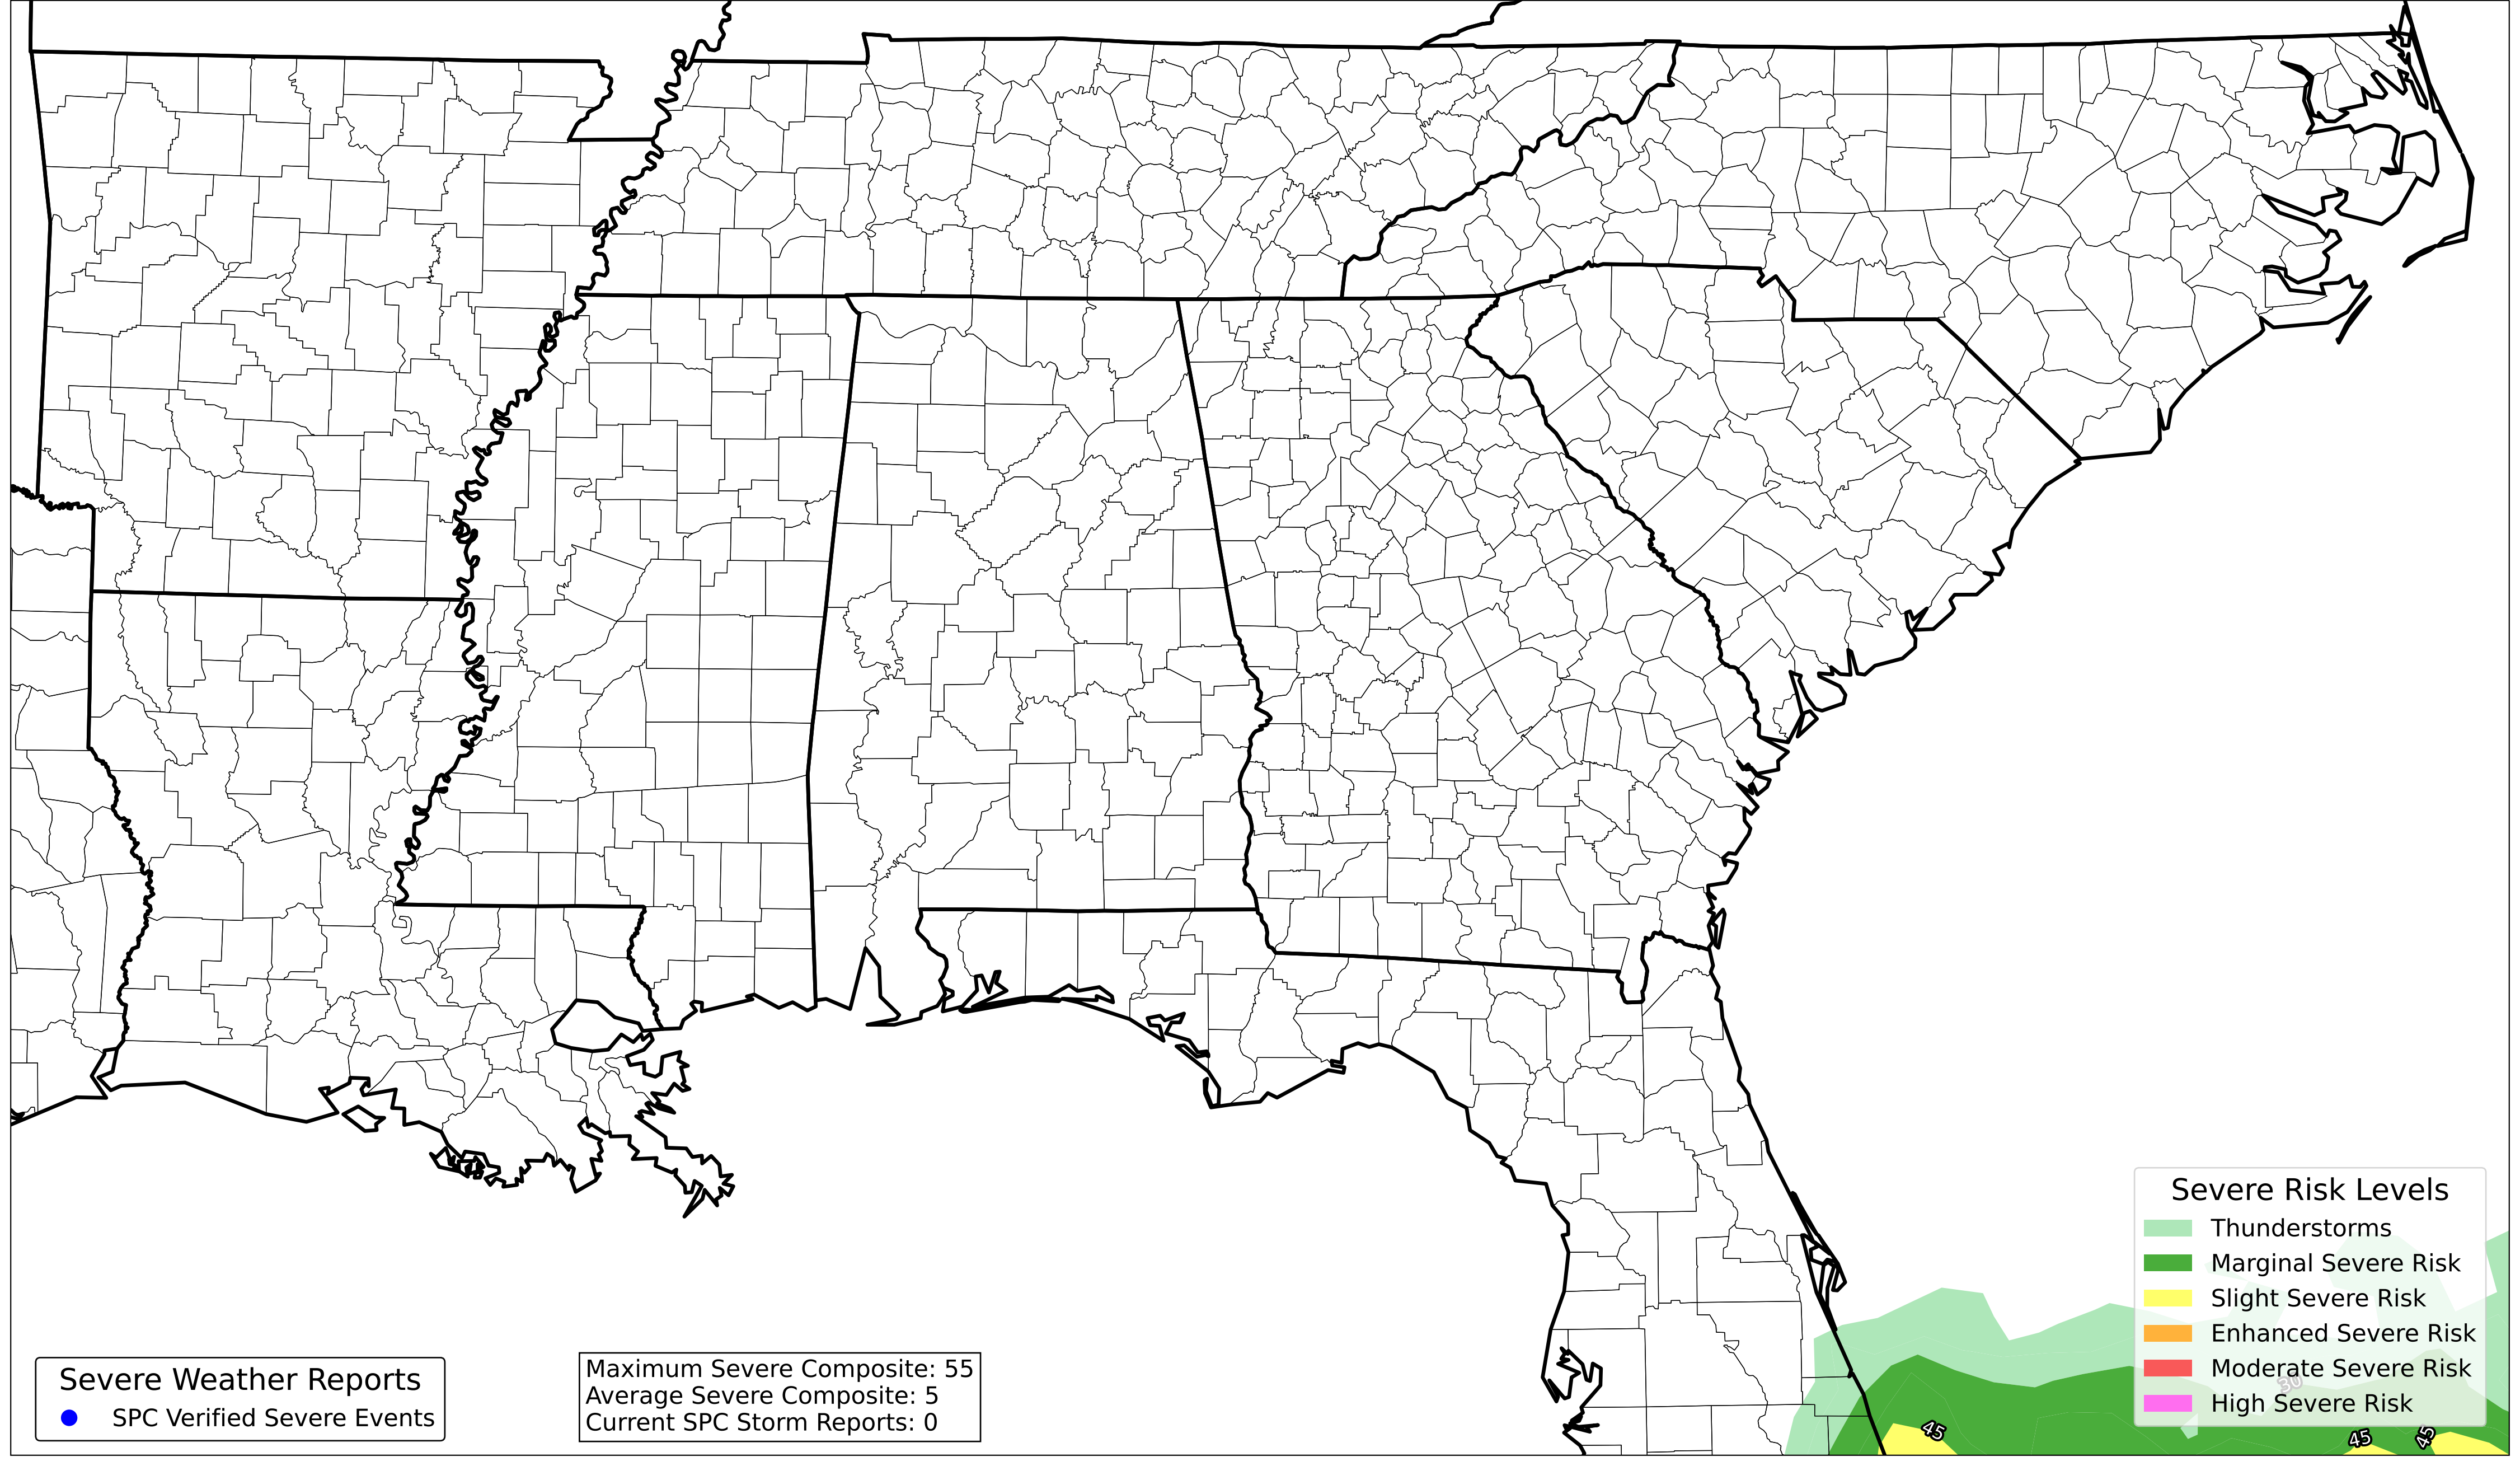 Severe Risk Levels
Thunderstorms
Marginal Severe Risk
Slight Severe Risk
Enhanced Severe Risk
Moderate Severe Risk
High Severe Risk
30
45
45
45
Severe Weather Reports
SPC Verified Severe Events
Maximum Severe Composite: 55
Average Severe Composite: 5
Current SPC Storm Reports: 0